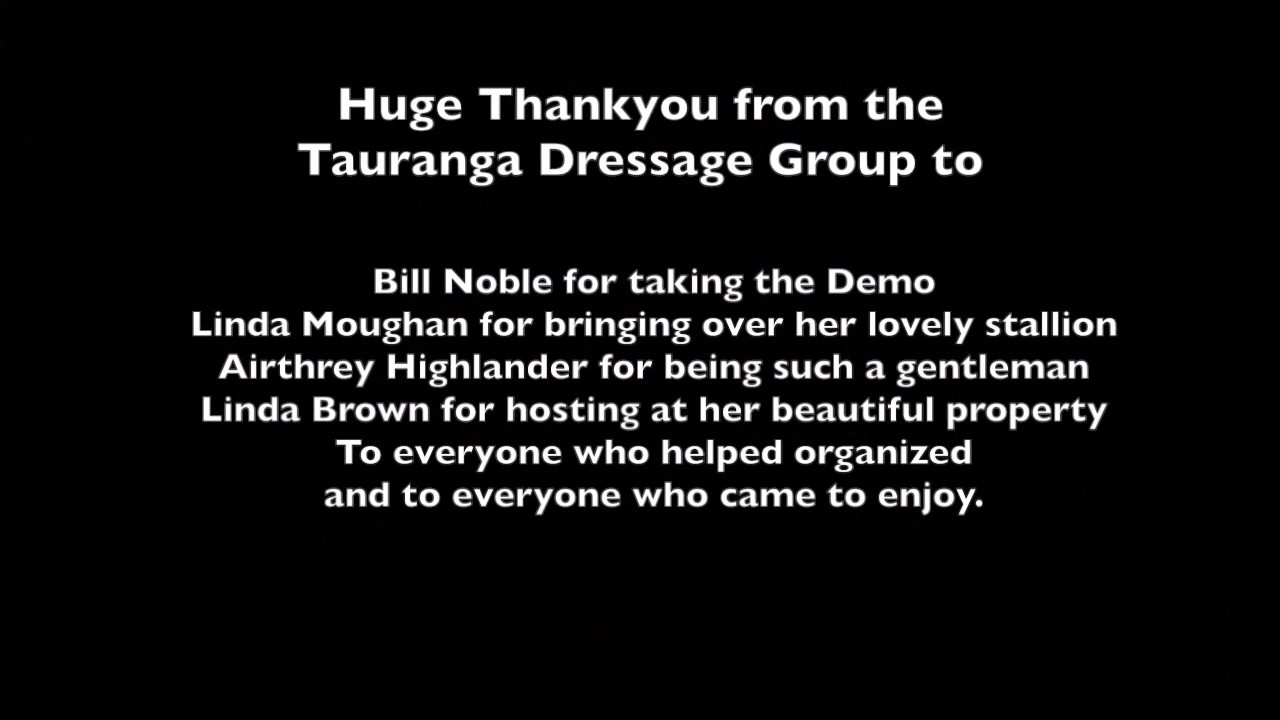 Huge Thankyou from the
Tauranga Dressage Group to
Bill Noble for taking the Demo
Linda Moughan for bringing over her lovely stallion
Airthrey Highlander for being such a gentleman
Linda Brown for hosting at her beautiful property
To everyone who helped organized
and to everyone who came to enjoy.